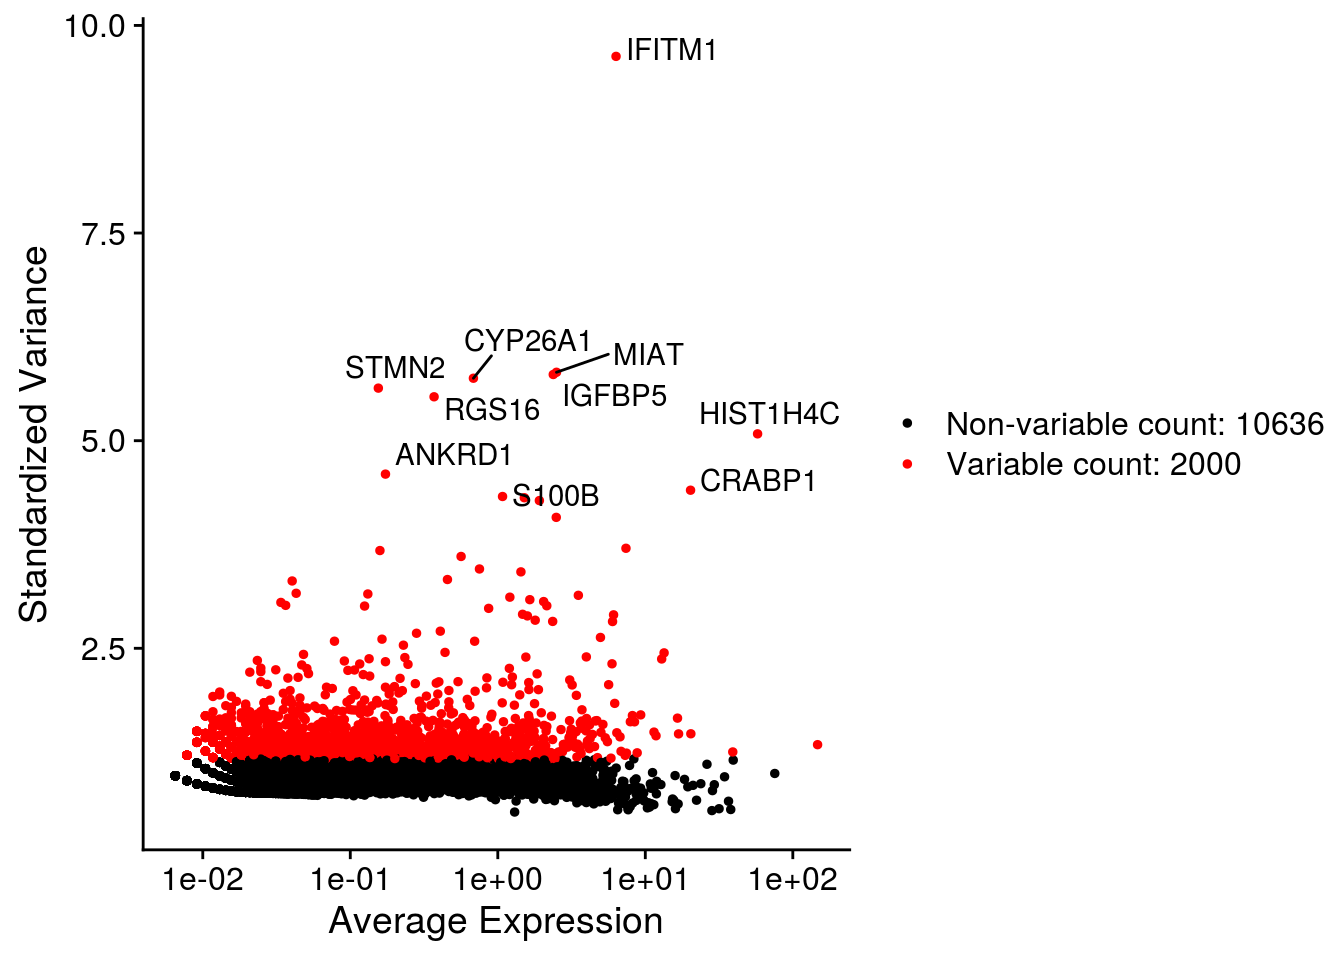 10.0
7.5
5.0
2.5
Standardized Variance
IFITM1
CYP26A1
MIAT
STMN2
IGFBP5
RGS16
HIST1H4C
ANKRD1
CRABP1
S100B
Non-variable count: 10636
Variable count: 2000
1e-02 1e-01 1e+00 1e+01 1e+02
Average Expression